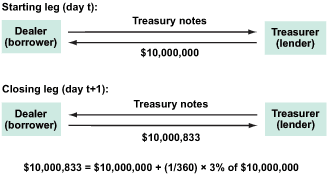 Starting leg (day t):
Dealer
(borrower)
Treasury notes
$10,000,000
Treasurer
(lender)
Closing leg (day t+1):
Dealer
(borrower)
Treasury notes
$10,000,833
Treasurer
(lender)
$10,000,833 = $10,000,000 + (1/360) × 3% of $10,000,000